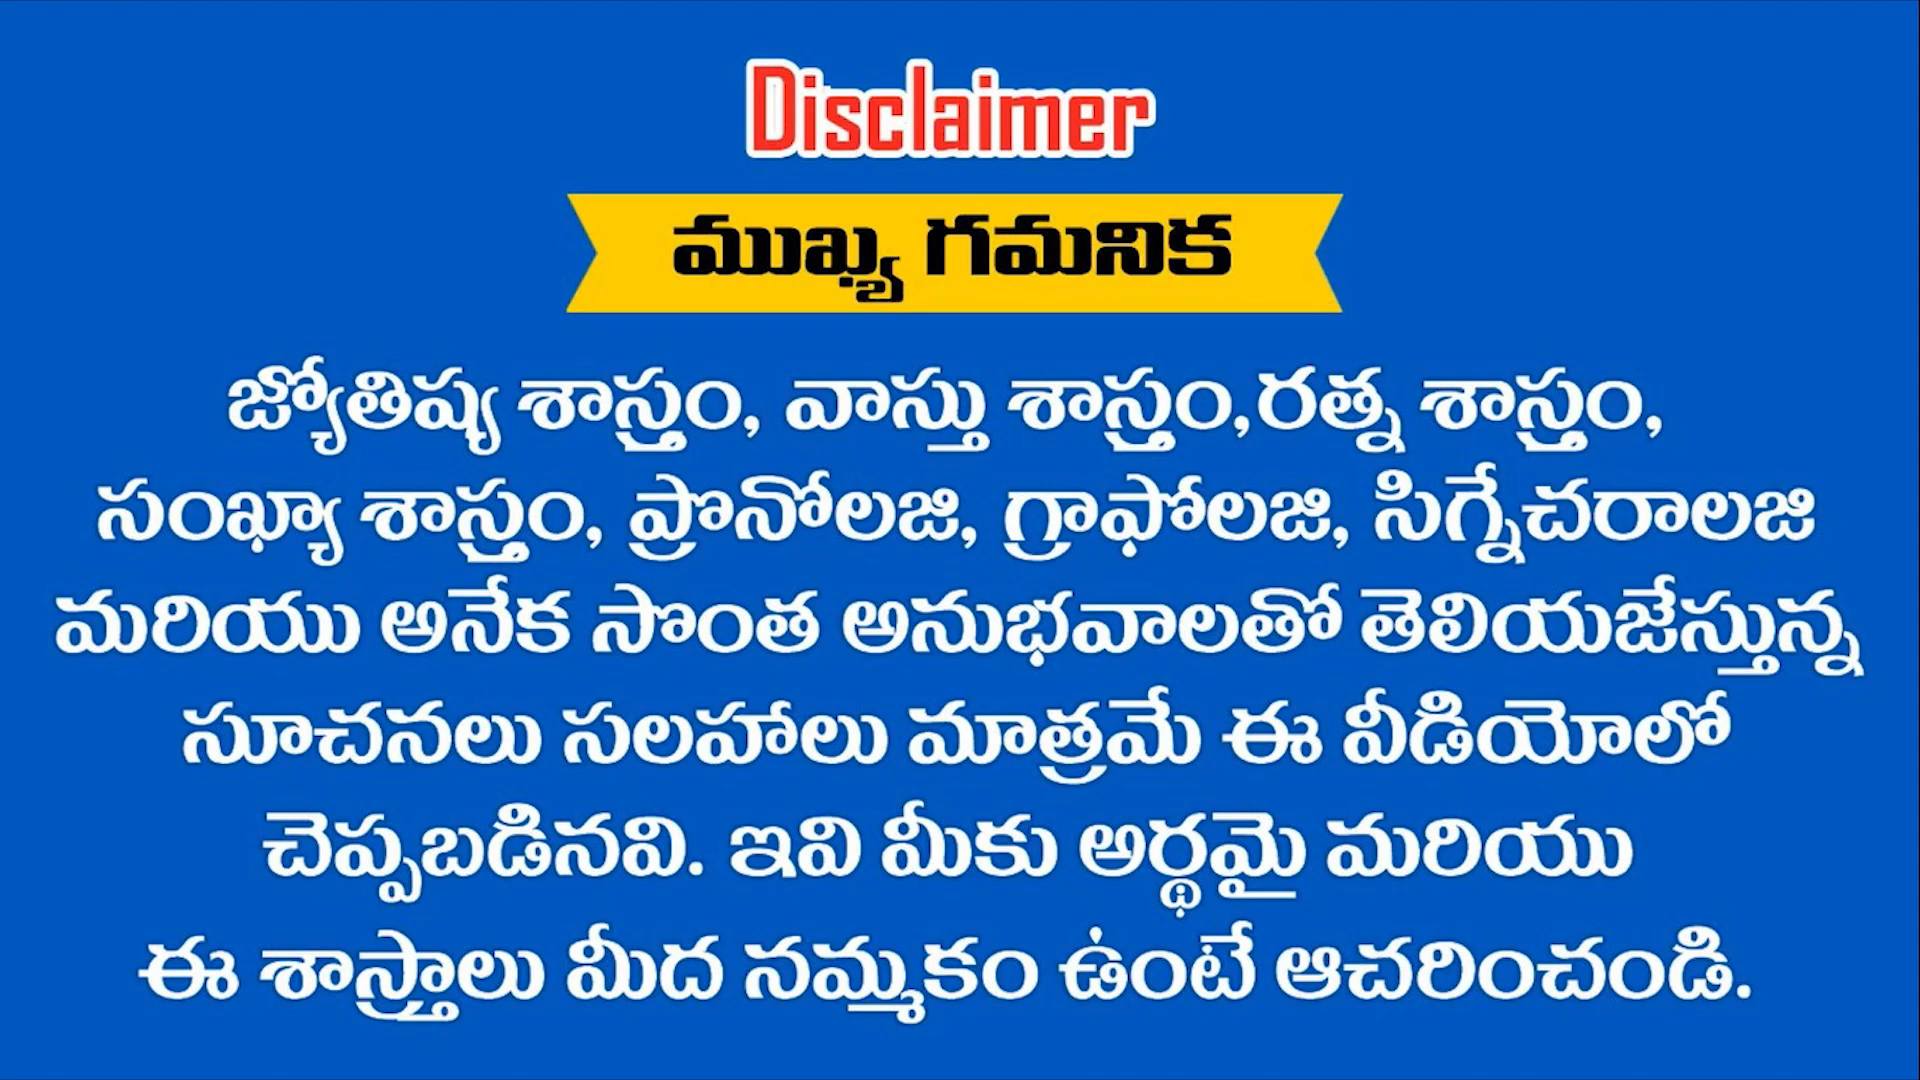 Disclaimer
ముఖ్య గమనిక
జ్యోతిష్య శాస్త్రం, వాస్తు శాస్త్రం,రత్న శాస్త్రం,
సంఖ్యా శాస్త్రం, ప్రొనోలజి, గ్రాఫోలజి, సిగ్నేచరాలజి
మరియు అనేక సొంత అనుభవాలతో తెలియజేస్తున్న
సూచనలు సలహాలు మాత్రమే ఈ వీడియోలో
చెప్పబడినవి. ఇవి మీకు అర్థమై మరియు
ఈ శాస్త్రాలు మీద నమ్మకం ఉంటే ఆచరించండి.